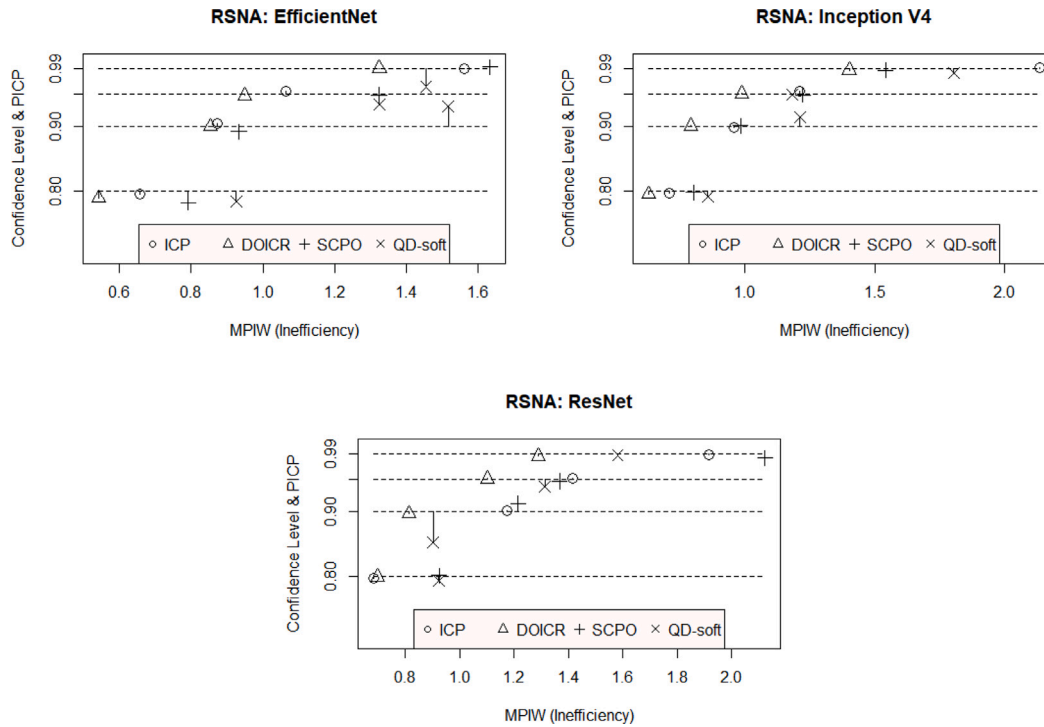 RSNA: EfficientNet
Confidence Level & PICP
0.99
0.90
0.80
ICP DOICR SCPO QD-soft
0.6 0.8 1.0 1.2 1.4 1.6
MPIW (Inefficiency)
RSNA: Inception V4
Confidence Level & PICP
0.99
0.90
0.80
ICP DOICR SCPO QD-soft
1.0 1.5 2.0
MPIW (Inefficiency)
RSNA: ResNet
Confidence Level & PICP
0.99
0.90
0.80
ICP DOICR SCPO QD-soft
0.8 1.0 1.2 1.4 1.6 1.8 2.0
MPIW (Inefficiency)